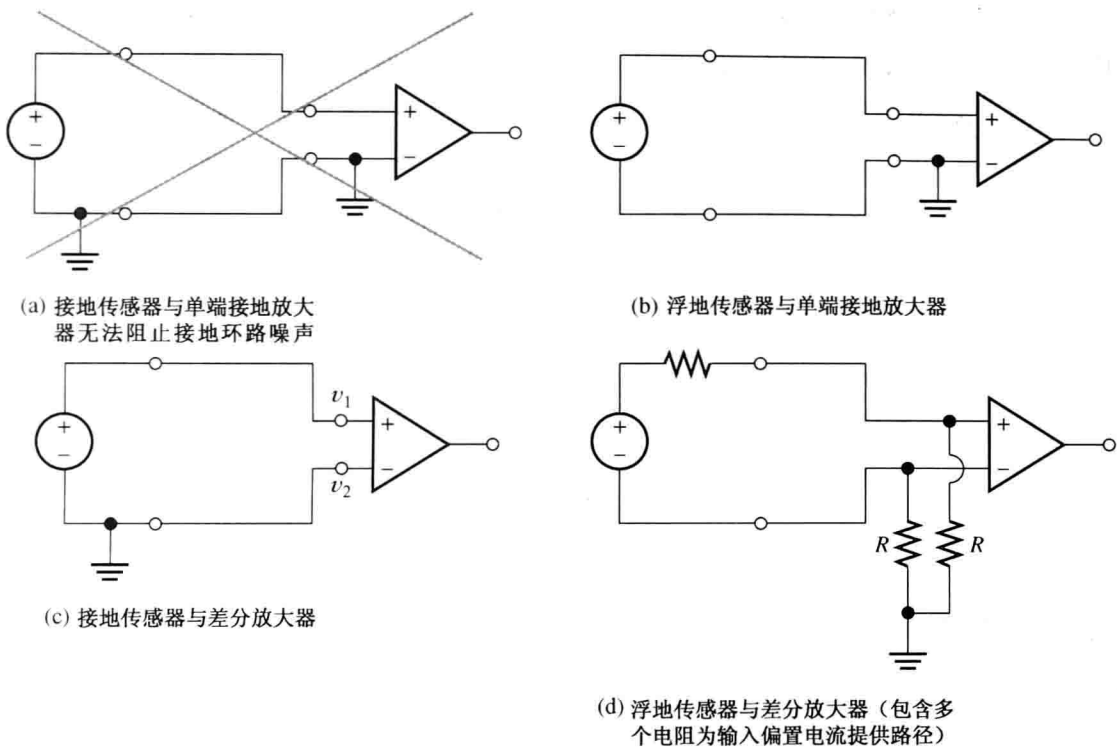 +
−
+
−
(a) 接地传感器与单端接地放大
器无法阻止接地环路噪声
+
−
+
−
(b) 浮地传感器与单端接地放大器
+
−
v1
v2
+
−
(c) 接地传感器与差分放大器
+
−
+
−
R
R
(d) 浮地传感器与差分放大器（包含多
个电阻为输入偏置电流提供路径）